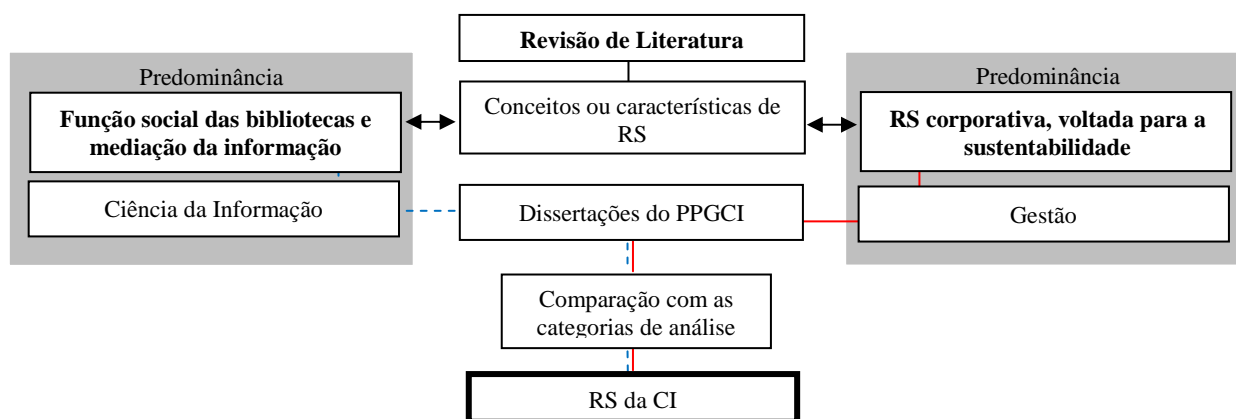 Revisão de Literatura
Predominância
Função social das bibliotecas e
mediação da informação
Ciência da Informação
Conceitos ou características de
RS
Predominância
RS corporativa, voltada para a
sustentabilidade
Gestão
Dissertações do PPGCI
Comparação com as
categorias de análise
RS da CI